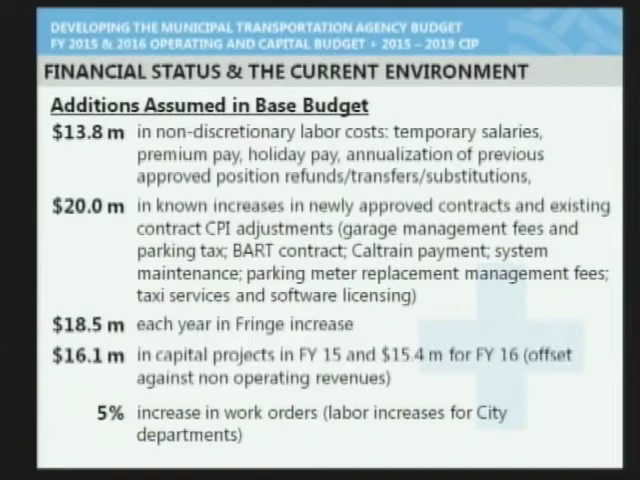 DEVELOPING THE MUNICIPAL TRANSPORTATION AGENCY BUDGET
FY 2015 & 2016 OPERATING AND CAPITAL BUDGET + 2015 – 2019 CIP
FINANCIAL STATUS & THE CURRENT ENVIRONMENT
Additions Assumed in Base Budget
$13.8 m in non-discretionary labor costs: temporary salaries,
premium pay, holiday pay, annualization of previous
approved position refunds/transfers/substitutions,
$20.0 m in known increases in newly approved contracts and existing
contract CPI adjustments (garage management fees and
parking tax; BART contract; Caltrain payment; system
maintenance; parking meter replacement management fees;
taxi services and software licensing)
$18.5 m each year in Fringe increase
$16.1 m in capital projects in FY 15 and $15.4 m for FY 16 (offset
against non operating revenues)
5% increase in work orders (labor increases for City
departments)